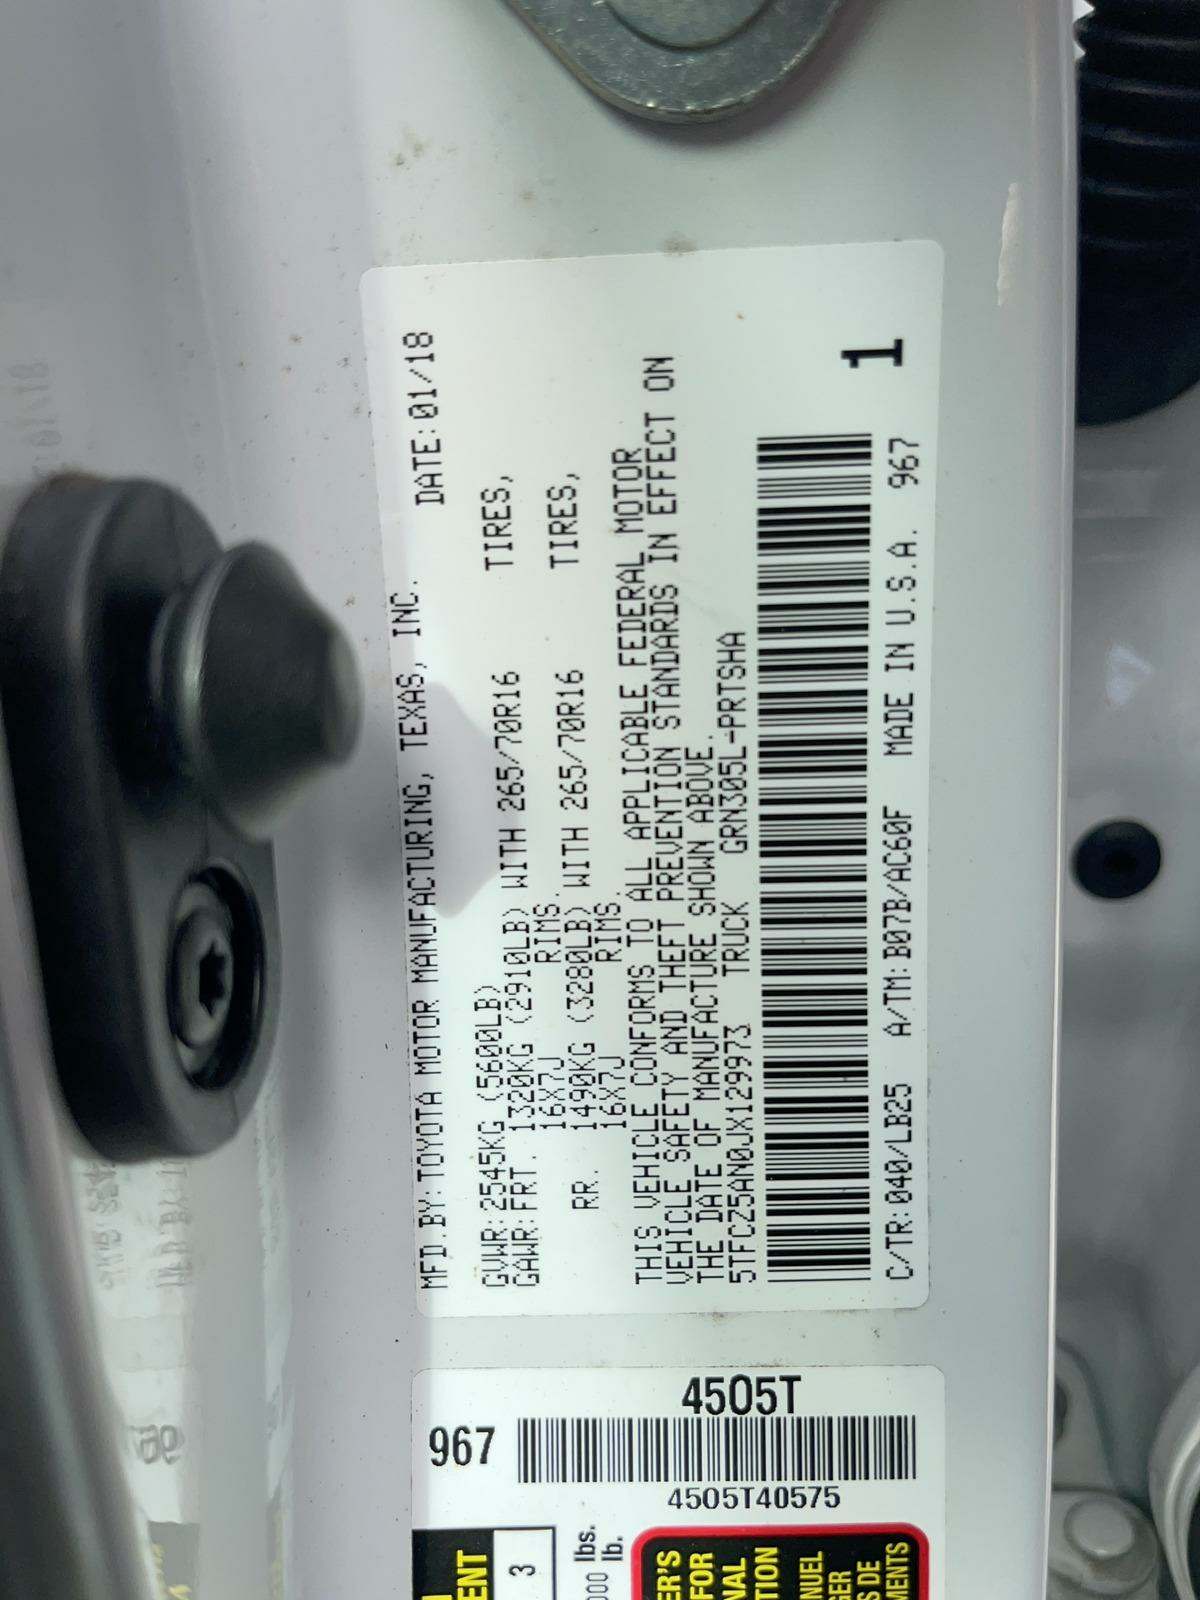 MFD.BY:TOYOTA MOTOR MANUFACTURING, TEXAS, INC. DATE:01/18
GVWR:2545KG (5600LB)
GAWR:FRT. 1320KG (2910LB) WITH 265/70R16 TIRES,
16X7J RIMS.
RR. 1490KG (3280LB) WITH 265/70R16 TIRES,
16X7J RIMS.
THIS VEHICLE CONFORMS TO ALL APPLICABLE FEDERAL MOTOR
VEHICLE SAFETY AND THEFT PREVENTION STANDARDS IN EFFECT ON
THE DATE OF MANUFACTURE SHOWN ABOVE.
5TFCZ5AN0JX129973 TRUCK GRN305L-PRTSHA
1
C/TR:040/LB25 A/TM:B07B/AC60F MADE IN U.S.A. 967
4505T
967
4505T40575
3
lbs.
lb.
FOR